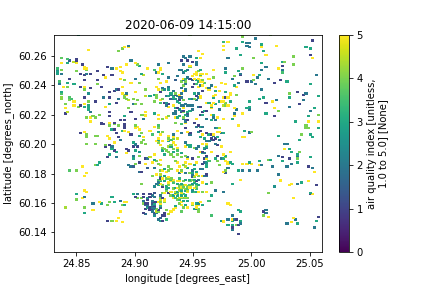 2020-06-09 14:15:00
60.26
60.24
60.22
60.20
60.18
60.16
60.14
latitude [degrees_north]
24.85 24.90 24.95 25.00 25.05
longitude [degrees_east]
5
4
3
2
1
0
air quality index [unitless,
1.0 to 5.0] [None]